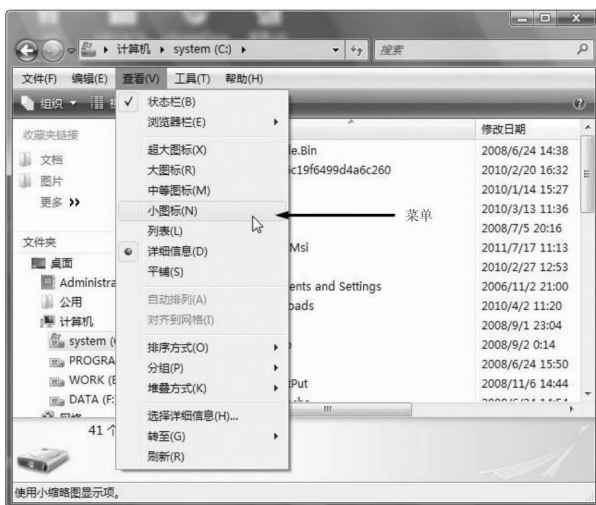 计算机 system (C:) 搜索
文件(F) 编辑(E) 查看(V) 工具(T) 帮助(H)
组织
状态栏(B)
浏览器栏(E)
超大图标(X)
大图标(R)
中等图标(M)
小图标(N)
列表(L)
详细信息(D)
平铺(S)
自动排列(A)
对齐到网格(I)
排序方式(O)
分组(P)
堆叠方式(K)
选择详细信息(H)...
转至(G)
刷新(R)
菜单
收藏夹链接
文档
图片
更多 >>
文件夹
桌面
Administra
公用
计算机
system (
PROGRA
WORK (E
DATA (F:
网络
le.Bin
5c19f6499d4a6c260
Msi
ents and Settings
oads
tPut
修改日期
2008/6/24 14:38
2010/2/20 16:32
2010/1/14 15:27
2010/3/13 11:36
2008/7/5 20:16
2011/7/17 11:13
2010/2/27 12:53
2006/11/2 21:00
2010/4/2 11:20
2008/9/1 23:04
2008/9/2 0:14
2008/6/24 15:50
2008/11/6 14:44
41 个
使用小缩略图显示项。